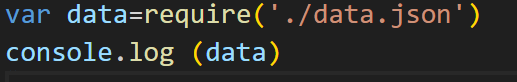 var data=require('./data.json')
console.log (data)